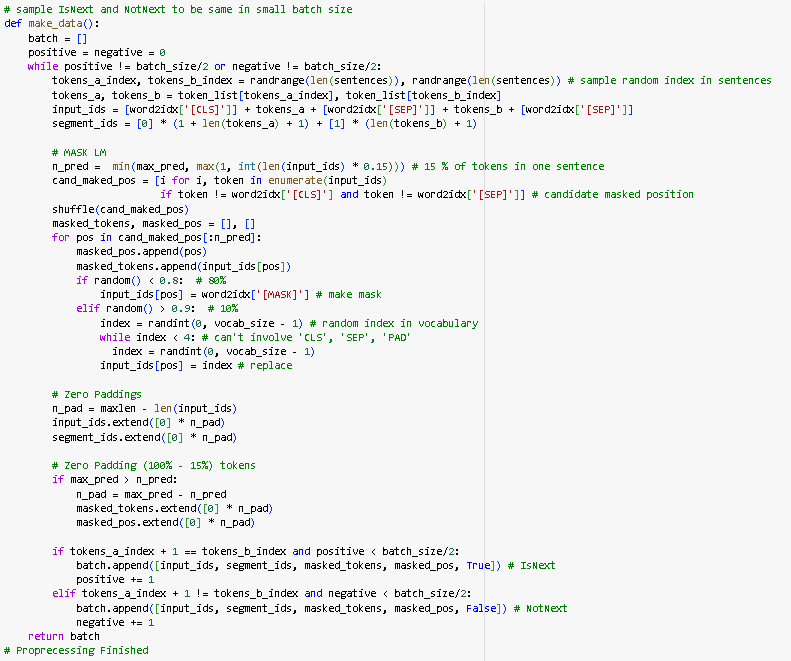 # sample IsNext and NotNext to be same in small batch size
def make_data():
    batch = []
    positive = negative = 0
    while positive != batch_size/2 or negative != batch_size/2:
        tokens_a_index, tokens_b_index = randrange(len(sentences)), randrange(len(sentences)) # sample random index in sentences
        tokens_a, tokens_b = token_list[tokens_a_index], token_list[tokens_b_index]
        input_ids = [word2idx['[CLS]']] + tokens_a + [word2idx['[SEP]']] + tokens_b + [word2idx['[SEP]']]
        segment_ids = [0] * (1 + len(tokens_a) + 1) + [1] * (len(tokens_b) + 1)

        # MASK LM
        n_pred =  min(max_pred, max(1, int(len(input_ids) * 0.15))) # 15 % of tokens in one sentence
        cand_maked_pos = [i for i, token in enumerate(input_ids)
                          if token != word2idx['[CLS]'] and token != word2idx['[SEP]']] # candidate masked position
        shuffle(cand_maked_pos)
        masked_tokens, masked_pos = [], []
        for pos in cand_maked_pos[:n_pred]:
            masked_pos.append(pos)
            masked_tokens.append(input_ids[pos])
            if random() < 0.8:  # 80%
                input_ids[pos] = word2idx['[MASK]'] # make mask
            elif random() > 0.9:  # 10%
                index = randint(0, vocab_size - 1) # random index in vocabulary
                while index < 4: # can't involve 'CLS', 'SEP', 'PAD'
                  index = randint(0, vocab_size - 1)
                input_ids[pos] = index # replace

        # Zero Paddings
        n_pad = maxlen - len(input_ids)
        input_ids.extend([0] * n_pad)
        segment_ids.extend([0] * n_pad)

        # Zero Padding (100% - 15%) tokens
        if max_pred > n_pred:
            n_pad = max_pred - n_pred
            masked_tokens.extend([0] * n_pad)
            masked_pos.extend([0] * n_pad)

        if tokens_a_index + 1 == tokens_b_index and positive < batch_size/2:
            batch.append([input_ids, segment_ids, masked_tokens, masked_pos, True]) # IsNext
            positive += 1
        elif tokens_a_index + 1 != tokens_b_index and negative < batch_size/2:
            batch.append([input_ids, segment_ids, masked_tokens, masked_pos, False]) # NotNext
            negative += 1
    return batch
# Proprecessing Finished